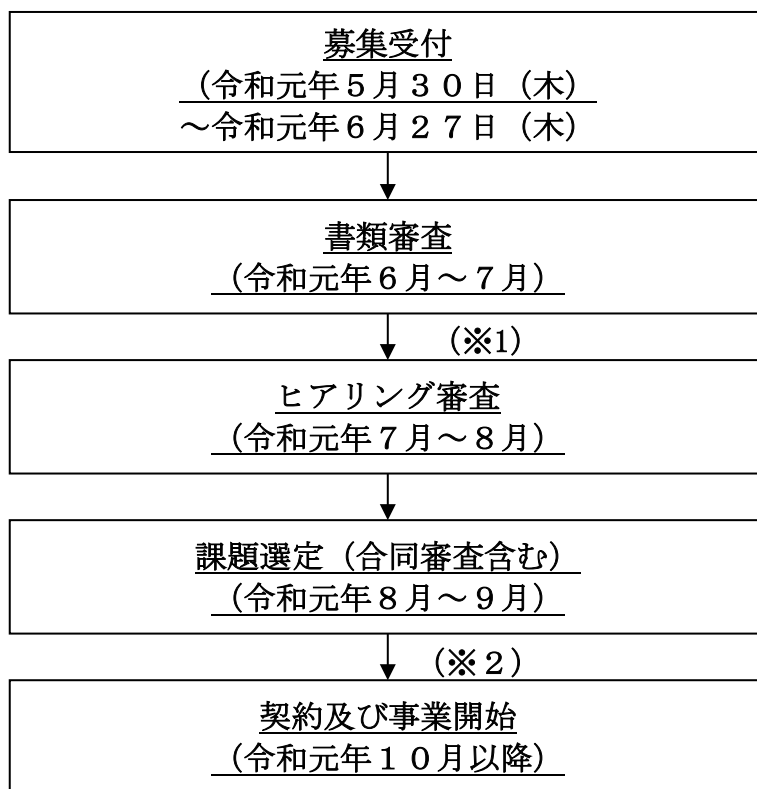 募集受付
（令和元年５月３０日（木）
～令和元年６月２７日（木）
書類審査
（令和元年６月～７月）
（※1）
ヒアリング審査
（令和元年７月～８月）
課題選定（合同審査含む）
（令和元年８月～９月）
（※２）
契約及び事業開始
（令和元年１０月以降）